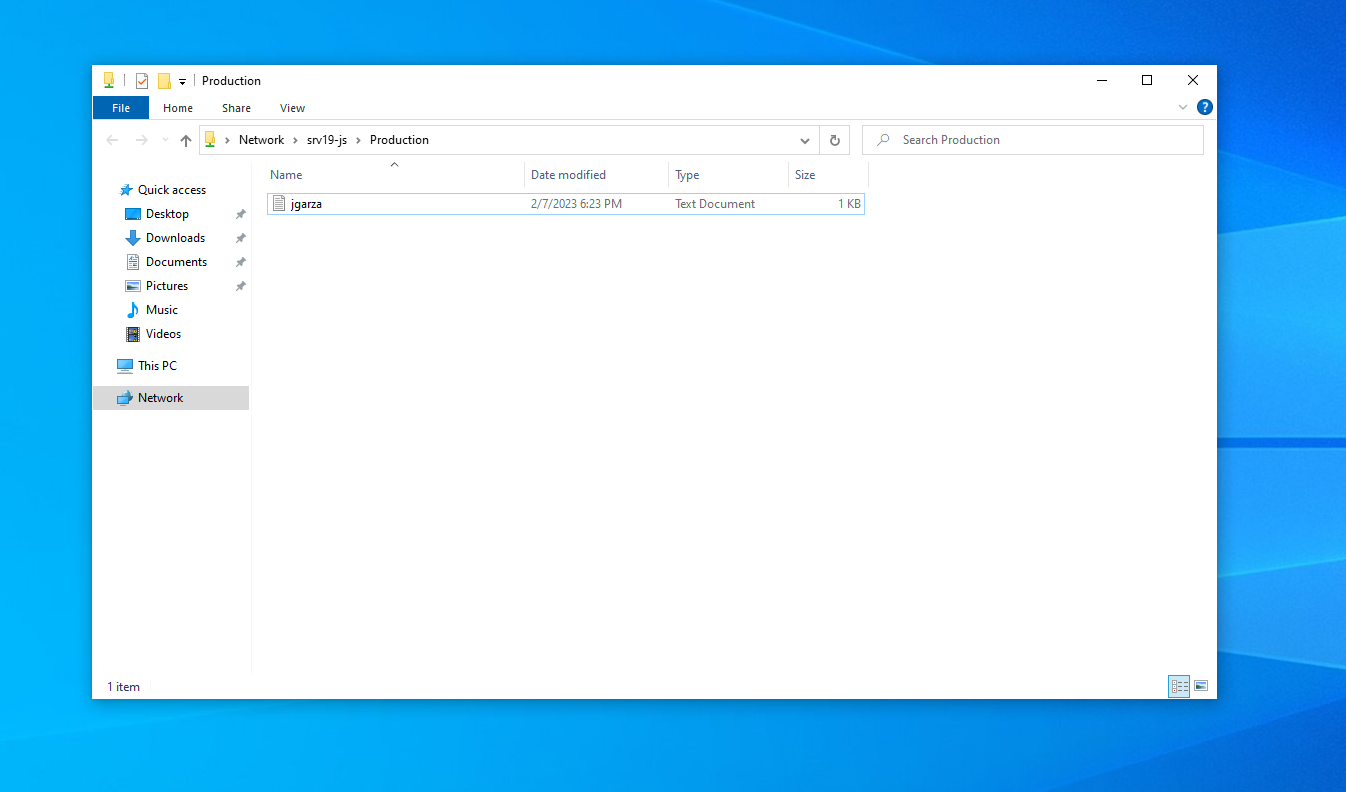 Production
File Home Share View
?
Network srv19-js Production
Search Production
Name Date modified Type Size
jgarza 2/7/2023 6:23 PM Text Document 1 KB
Quick access
Desktop
Downloads
Documents
Pictures
Music
Videos
This PC
Network
1 item